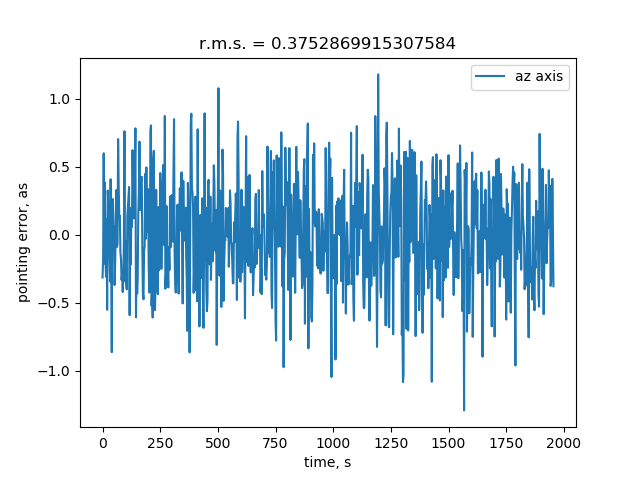 r.m.s. = 0.3752869915307584
az axis
1.0
0.5
0.0
−0.5
−1.0
pointing error, as
0 250 500 750 1000 1250 1500 1750 2000
time, s